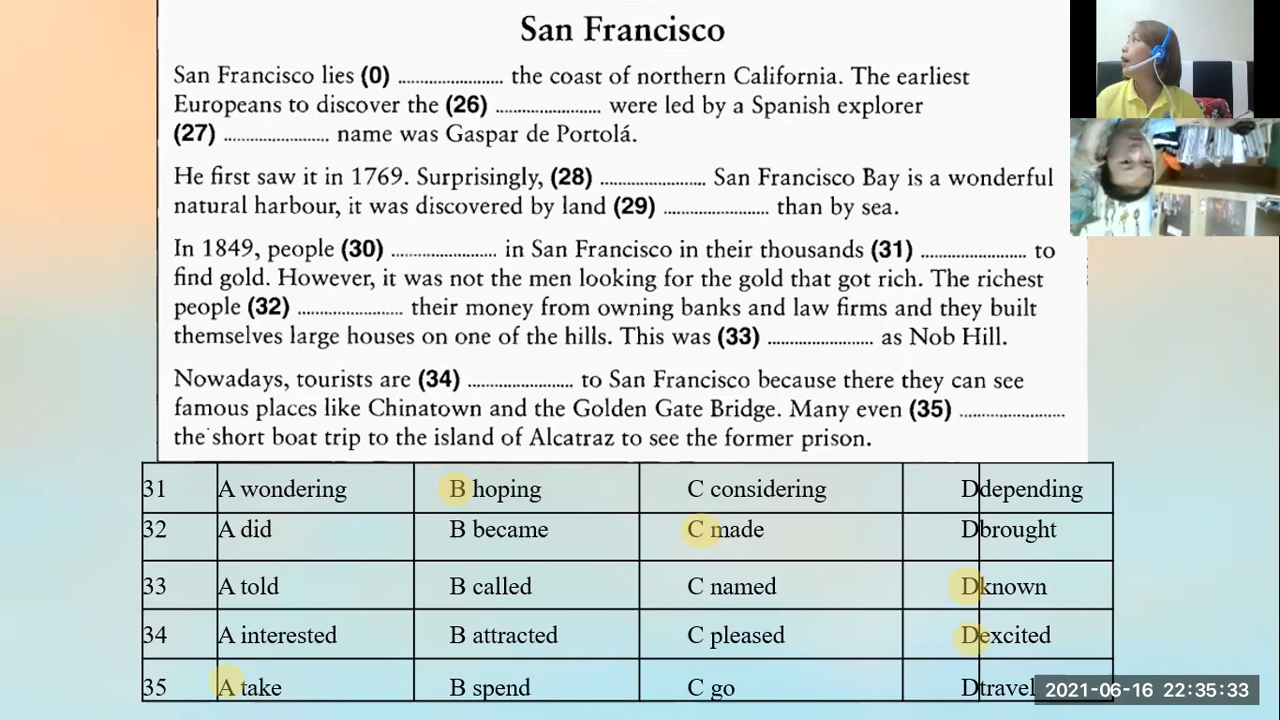 San Francisco
San Francisco lies (0) ........................ the coast of northern California. The earliest
Europeans to discover the (26) ........................ were led by a Spanish explorer
(27) ........................ name was Gaspar de Portolá.
He first saw it in 1769. Surprisingly, (28) ........................ San Francisco Bay is a wonderful
natural harbour, it was discovered by land (29) ........................ than by sea.
In 1849, people (30) ........................ in San Francisco in their thousands (31) ........................ to
find gold. However, it was not the men looking for the gold that got rich. The richest
people (32) ........................ their money from owning banks and law firms and they built
themselves large houses on one of the hills. This was (33) ........................ as Nob Hill.
Nowadays, tourists are (34) ........................ to San Francisco because there they can see
famous places like Chinatown and the Golden Gate Bridge. Many even (35) ........................
the short boat trip to the island of Alcatraz to see the former prison.
31 A wondering B hoping C considering D depending
32 A did B became C made D brought
33 A told B called C named D known
34 A interested B attracted C pleased D excited
35 A take B spend C go D travel
2021-06-16 22:35:33